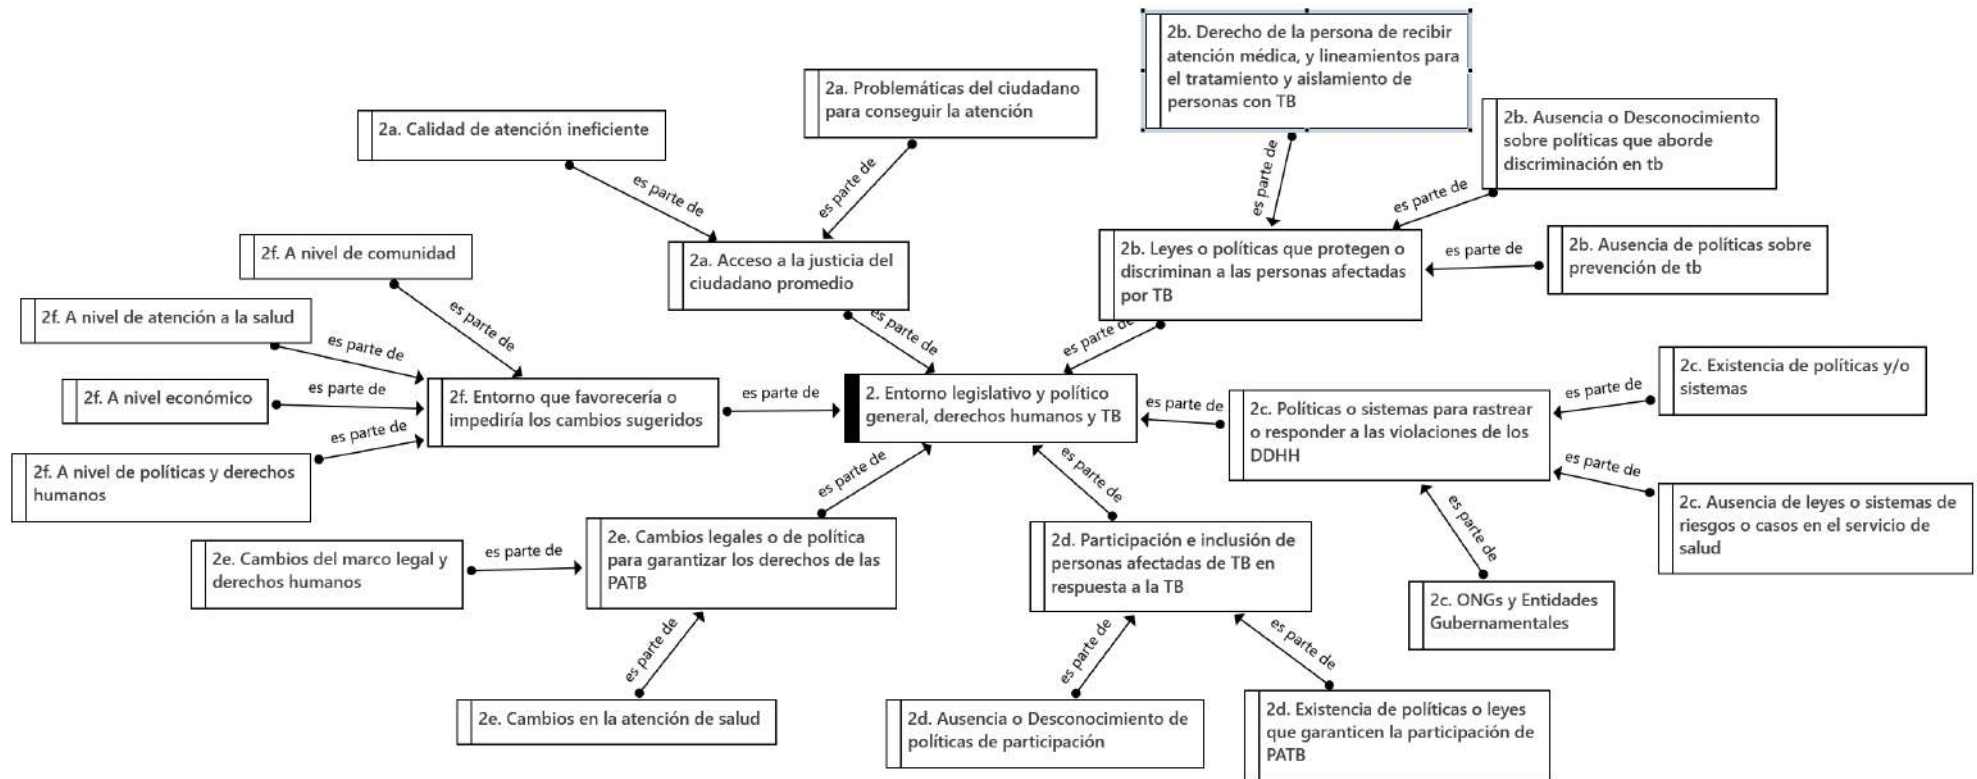 2b. Derecho de la persona de recibir
atención médica, y lineamientos para
el tratamiento y aislamiento de
personas con TB
2a. Problemáticas del ciudadano
para conseguir la atención
2a. Calidad de atención ineficiente
2b. Ausencia o Desconocimiento
sobre políticas que aborde
discriminación en tb
es parte de
es parte de
es parte de
es parte de
2f. A nivel de comunidad
2a. Acceso a la justicia del
ciudadano promedio
2b. Leyes o políticas que protegen o
discriminan a las personas afectadas
por TB
es parte de
2b. Ausencia de políticas sobre
prevención de tb
2f. A nivel de atención a la salud
es parte de
es parte de
es parte de
es parte de
2c. Existencia de políticas y/o
sistemas
2f. A nivel económico
es parte de
2f. Entorno que favorecería o
impediría los cambios sugeridos
es parte de
2. Entorno legislativo y político
general, derechos humanos y TB
es parte de
2c. Políticas o sistemas para rastrear
o responder a las violaciones de los
DDHH
es parte de
es parte de
2f. A nivel de políticas y derechos
humanos
es parte de
es parte de
es parte de
2c. Ausencia de leyes o sistemas de
riesgos o casos en el servicio de
salud
es parte de
2e. Cambios del marco legal y
derechos humanos
es parte de
2e. Cambios legales o de política
para garantizar los derechos de las
PATB
2d. Participación e inclusión de
personas afectadas de TB en
respuesta a la TB
2c. ONGs y Entidades
Gubernamentales
es parte de
es parte de
es parte de
2e. Cambios en la atención de salud
2d. Ausencia o Desconocimiento de
políticas de participación
2d. Existencia de políticas o leyes
que garanticen la participación de
PATB